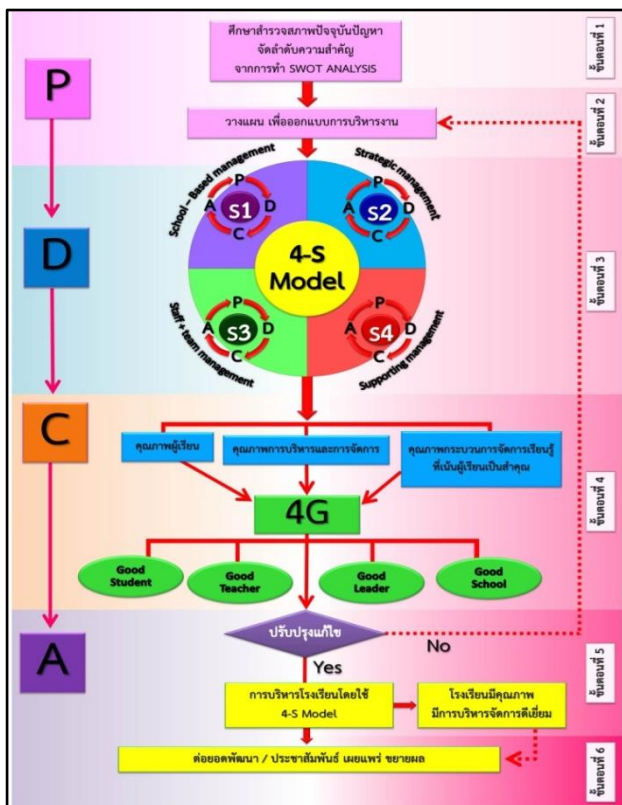 ศึกษาสำรวจสภาพปัจจุบันปัญหา
จัดลำดับความสำคัญ
จากการทำ SWOT ANALYSIS
ขั้นตอนที่ 1
P
วางแผน เพื่อออกแบบการบริหารงาน
ขั้นตอนที่ 2
School – Based management
Strategic management
P
A
S1
D
C
P
A
S2
D
C
D
4-S
Model
ขั้นตอนที่ 3
P
A
S3
D
C
P
A
S4
D
C
Staff + team management
Supporting management
C
คุณภาพผู้เรียน
คุณภาพการบริหารและการจัดการ
คุณภาพกระบวนการจัดการเรียนรู้
ที่เน้นผู้เรียนเป็นสำคุณ
4G
ขั้นตอนที่ 4
Good
Student
Good
Teacher
Good
Leader
Good
School
A
ปรับปรุงแก้ไข
No
Yes
ขั้นตอนที่ 5
การบริหารโรงเรียนโดยใช้
4-S Model
โรงเรียนมีคุณภาพ
มีการบริหารจัดการดีเยี่ยม
ต่อยอดพัฒนา / ประชาสัมพันธ์ เผยแพร่ ขยายผล
ขั้นตอนที่ 6